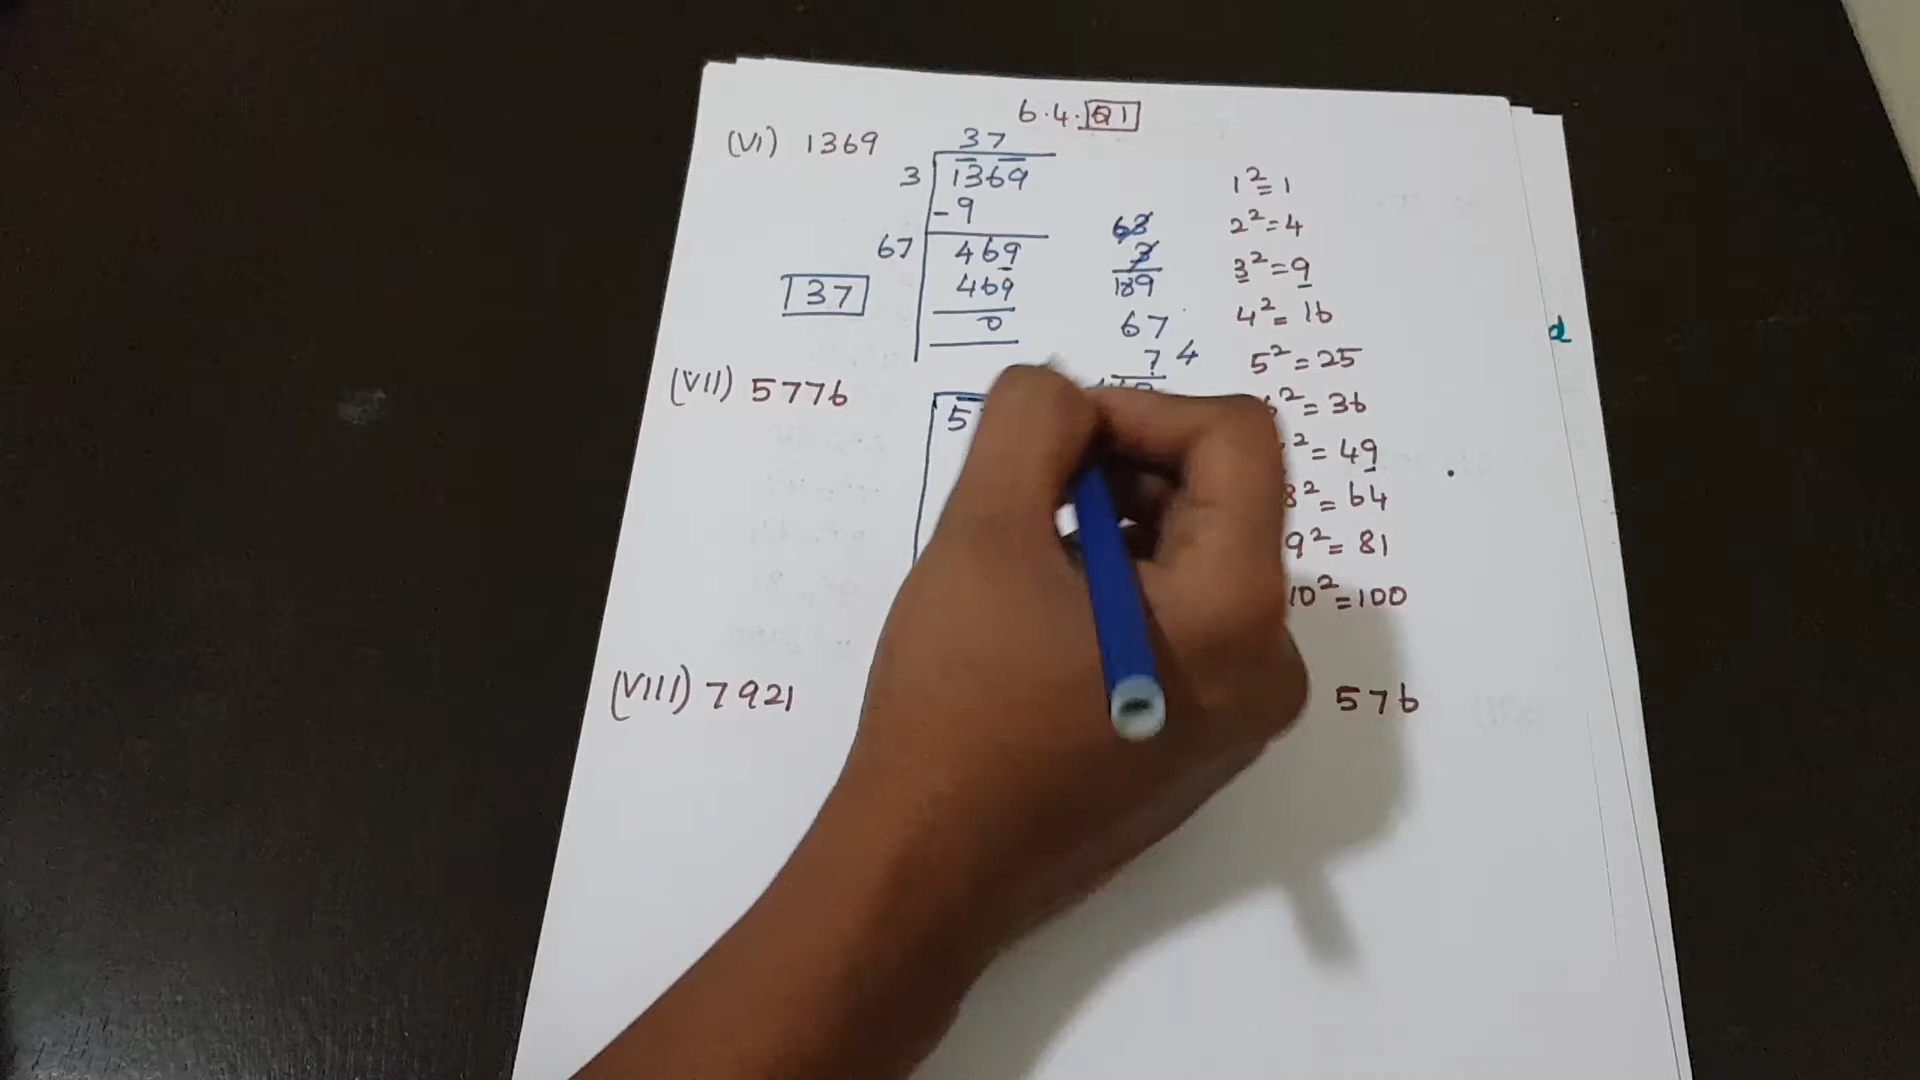 6.4. Q1
(VI) 1369
37
3 1369
- 9
67 469
469
0
37
63
3
189
67
7 4
1² = 1
2² = 4
3² = 9
4² = 16
5² = 25
² = 36
² = 49
8² = 64
9² = 81
10² = 100
d
(VII) 5776
5
(VIII) 7921
576